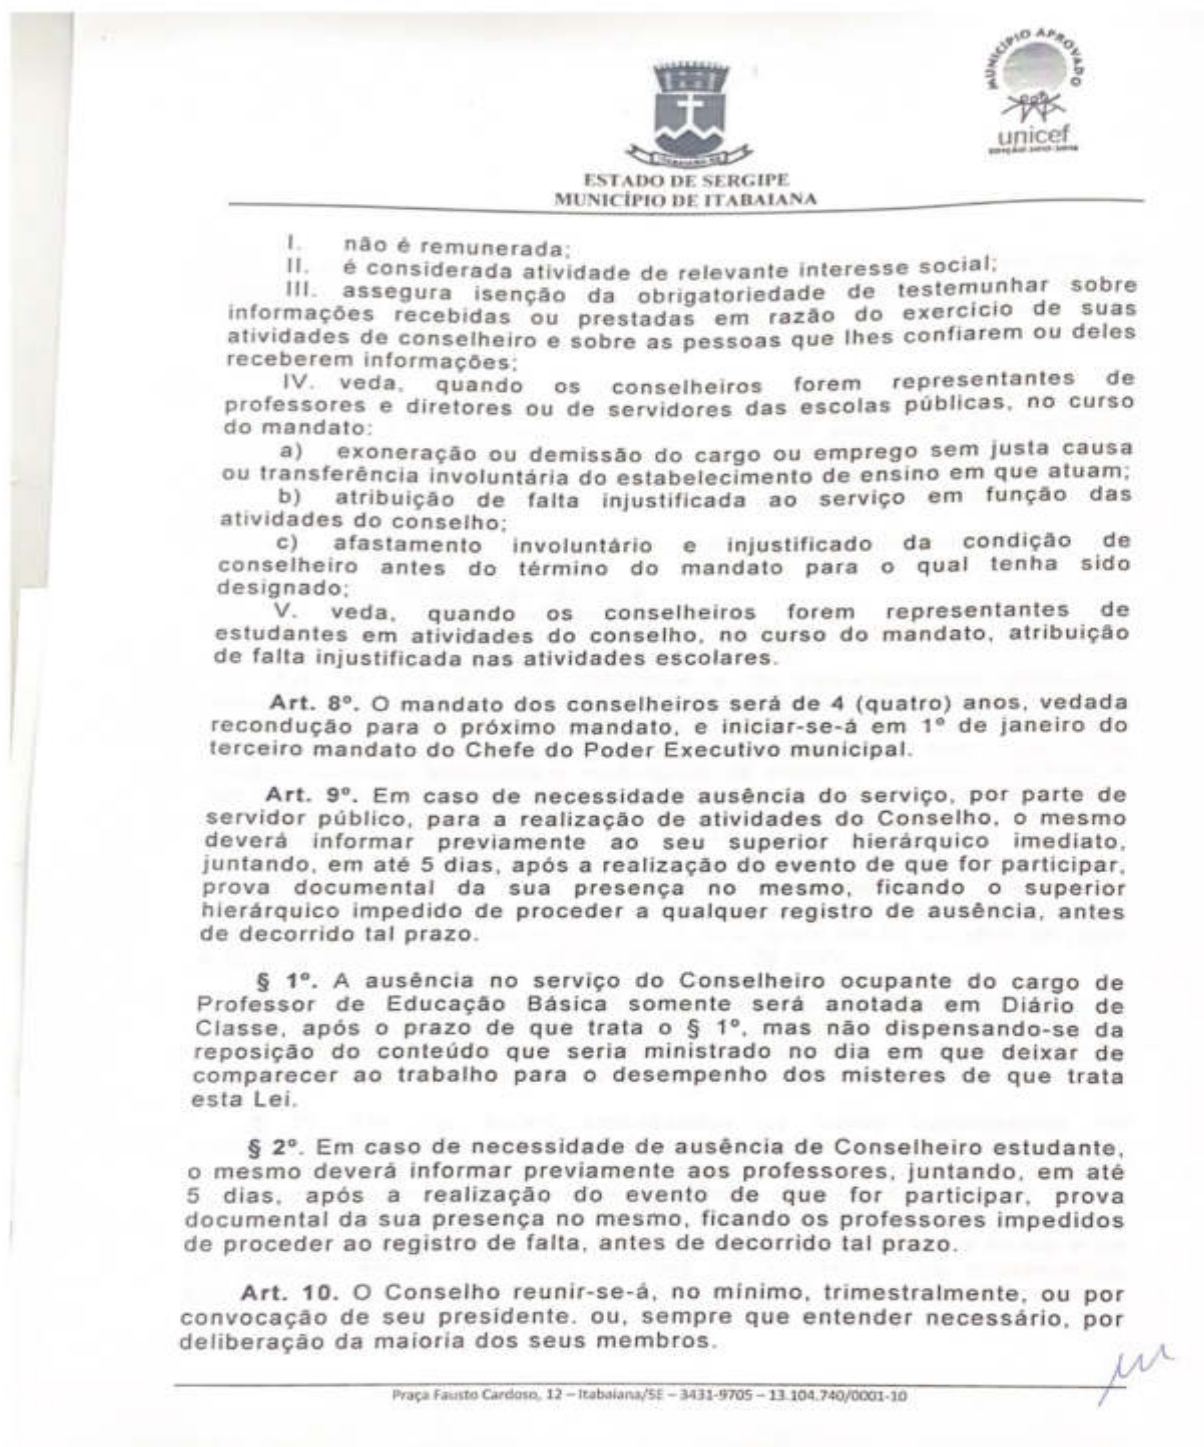 MUNICÍPIO APROVADO
unicef
EDIÇÃO 2013-2016
ESTADO DE SERGIPE
MUNICÍPIO DE ITABAIANA
I. não é remunerada;
II. é considerada atividade de relevante interesse social;
III. assegura isenção da obrigatoriedade de testemunhar sobre
informações recebidas ou prestadas em razão do exercício de suas
atividades de conselheiro e sobre as pessoas que lhes confiarem ou deles
receberem informações;
IV. veda, quando os conselheiros forem representantes de
professores e diretores ou de servidores das escolas públicas, no curso
do mandato:
a) exoneração ou demissão do cargo ou emprego sem justa causa
ou transferência involuntária do estabelecimento de ensino em que atuam;
b) atribuição de falta injustificada ao serviço em função das
atividades do conselho;
c) afastamento involuntário e injustificado da condição de
conselheiro antes do término do mandato para o qual tenha sido
designado;
V. veda, quando os conselheiros forem representantes de
estudantes em atividades do conselho, no curso do mandato, atribuição
de falta injustificada nas atividades escolares.
Art. 8º. O mandato dos conselheiros será de 4 (quatro) anos, vedada
recondução para o próximo mandato, e iniciar-se-á em 1º de janeiro do
terceiro mandato do Chefe do Poder Executivo municipal.
Art. 9º. Em caso de necessidade ausência do serviço, por parte de
servidor público, para a realização de atividades do Conselho, o mesmo
deverá informar previamente ao seu superior hierárquico imediato,
juntando, em até 5 dias, após a realização do evento de que for participar,
prova documental da sua presença no mesmo, ficando o superior
hierárquico impedido de proceder a qualquer registro de ausência, antes
de decorrido tal prazo.
§ 1º. A ausência no serviço do Conselheiro ocupante do cargo de
Professor de Educação Básica somente será anotada em Diário de
Classe, após o prazo de que trata o § 1º, mas não dispensando-se da
reposição do conteúdo que seria ministrado no dia em que deixar de
comparecer ao trabalho para o desempenho dos misteres de que trata
esta Lei.
§ 2º. Em caso de necessidade de ausência de Conselheiro estudante,
o mesmo deverá informar previamente aos professores, juntando, em até
5 dias, após a realização do evento de que for participar, prova
documental da sua presença no mesmo, ficando os professores impedidos
de proceder ao registro de falta, antes de decorrido tal prazo.
Art. 10. O Conselho reunir-se-á, no mínimo, trimestralmente, ou por
convocação de seu presidente. ou, sempre que entender necessário, por
deliberação da maioria dos seus membros.
Praça Fausto Cardoso, 12 – Itabaiana/SE – 3431-9705 – 13.104.740/0001-10